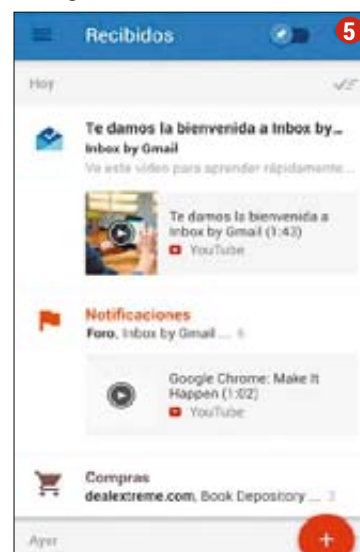 Recibidos
5
Hoy
Te damos la bienvenida a Inbox by...
Inbox by Gmail
Ve este vídeo para aprender rápidamente...
Te damos la bienvenida a
Inbox by Gmail (1:43)
YouTube
Notificaciones
Foro, Inbox by Gmail ... 6
Google Chrome: Make It
Happen (1:02)
YouTube
Compras
dealextreme.com, Book Depository ... 3
Ayer
+